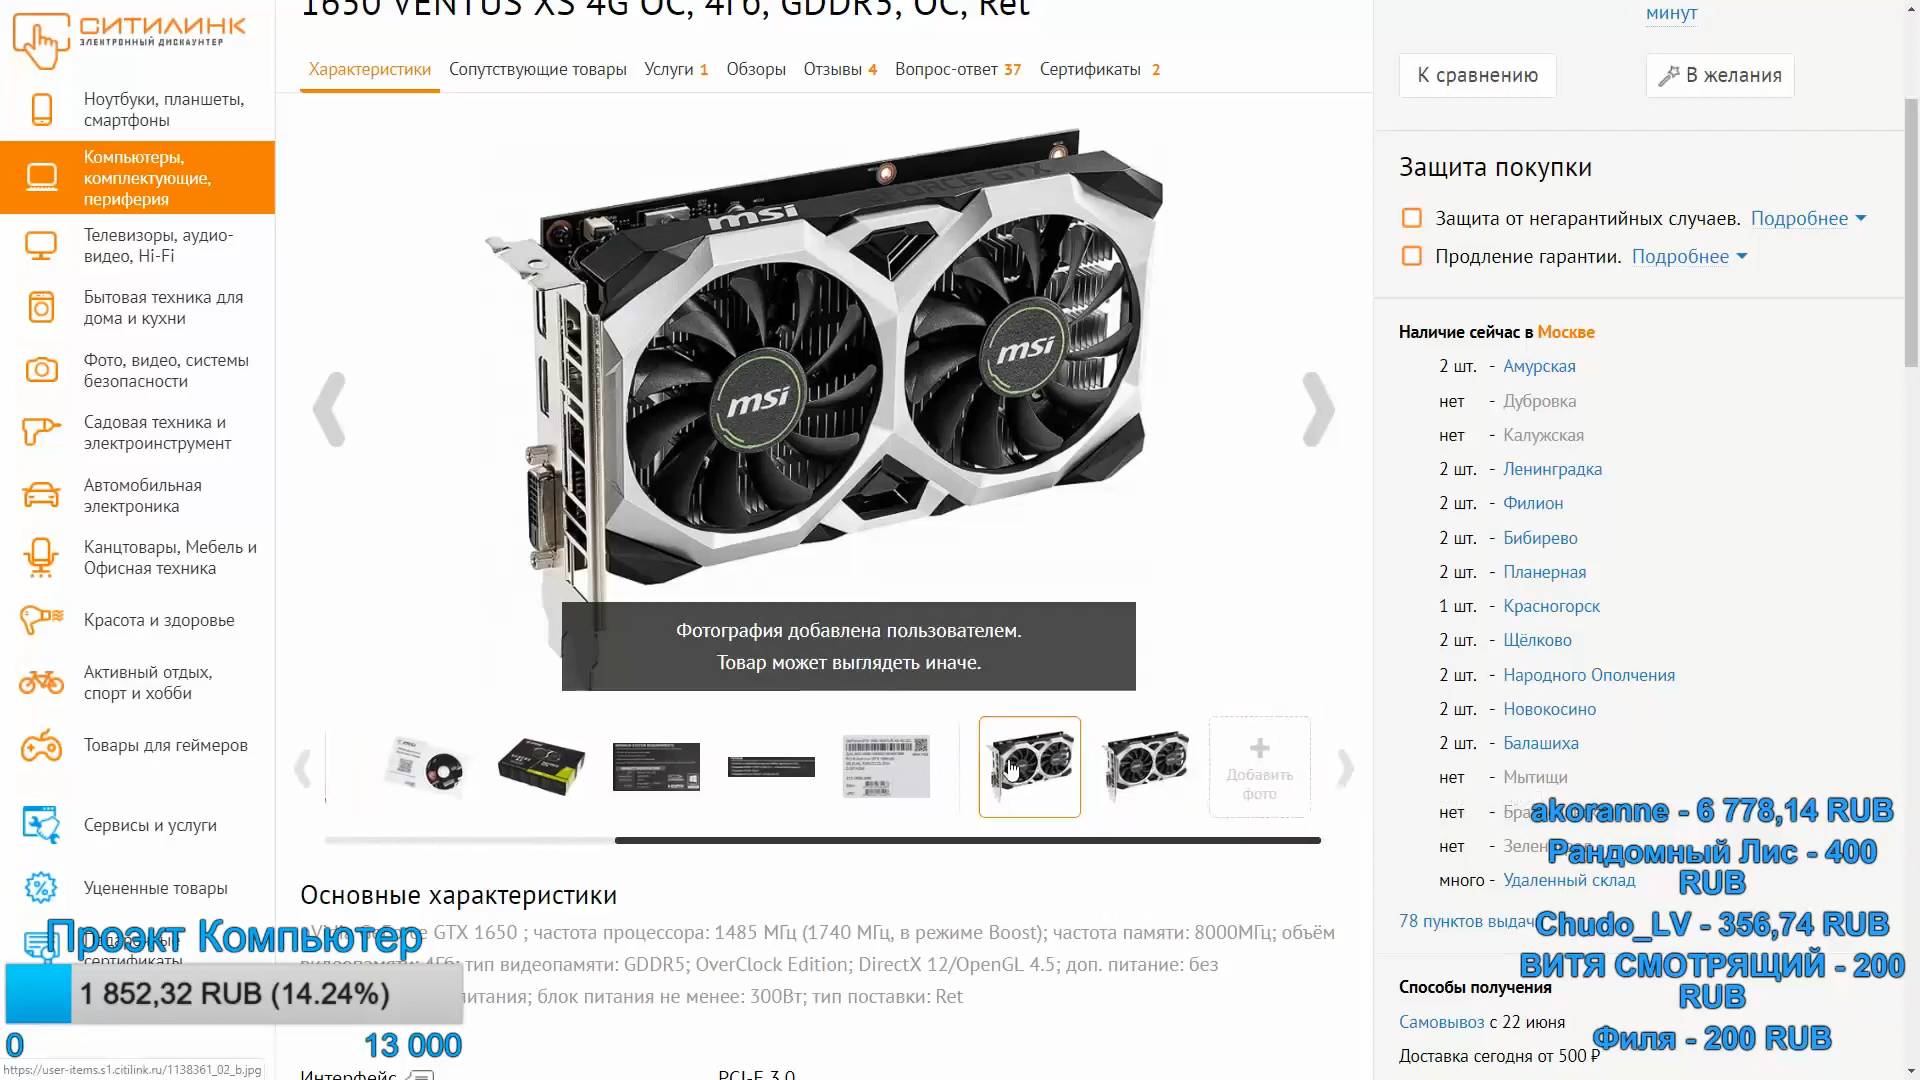 СИТИЛИНК
ЭЛЕКТРОННЫЙ ДИСКАУНТЕР
Ноутбуки, планшеты,
смартфоны
Компьютеры,
комплектующие,
периферия
Телевизоры, аудио-
видео, Hi-Fi
Бытовая техника для
дома и кухни
Фото, видео, системы
безопасности
Садовая техника и
электроинструмент
Автомобильная
электроника
Канцтовары, Мебель и
Офисная техника
Красота и здоровье
Активный отдых,
спорт и хобби
Товары для геймеров
Сервисы и услуги
Уцененные товары
Подарочные
сертификаты
Проэкт Компьютер
1 852,32 RUB (14.24%)
0
13 000
https://user-items.s1.citilink.ru/1138361_02_b.jpg
1650 VENTUS XS 4G OC, 4Гб, GDDR5, OC, Ret
Характеристики
Сопутствующие товары
Услуги 1
Обзоры
Отзывы 4
Вопрос-ответ 37
Сертификаты 2
msi
FORCE GTX
msi
msi
Фотография добавлена пользователем.
Товар может выглядеть иначе.
Добавить
фото
Основные характеристики
GTX 1650 ; частота процессора: 1485 МГц (1740 МГц, в режиме Boost); частота памяти: 8000МГц; объём
видеопамяти: 4Гб; тип видеопамяти: GDDR5; OverClock Edition; DirectX 12/OpenGL 4.5; доп. питание: без
питания; блок питания не менее: 300Вт; тип поставки: Ret
Интерфейс
PCI-E 3.0
минут
К сравнению
В желания
Защита покупки
Защита от негарантийных случаев. Подробнее
Продление гарантии. Подробнее
Наличие сейчас в Москве
2 шт. - Амурская
нет - Дубровка
нет - Калужская
2 шт. - Ленинградка
2 шт. - Филион
2 шт. - Бибирево
2 шт. - Планерная
1 шт. - Красногорск
2 шт. - Щёлково
2 шт. - Народного Ополчения
2 шт. - Новокосино
2 шт. - Балашиха
нет - Мытищи
нет -
нет -
много - Удаленный склад
78 пунктов выдачи
Способы получения
Самовывоз с 22 июня
Доставка сегодня от 500 ₽
akoranne - 6 778,14 RUB
Рандомный Лис - 400
RUB
Chudo_LV - 356,74 RUB
ВИТЯ СМОТРЯЩИЙ - 200
RUB
Филя - 200 RUB